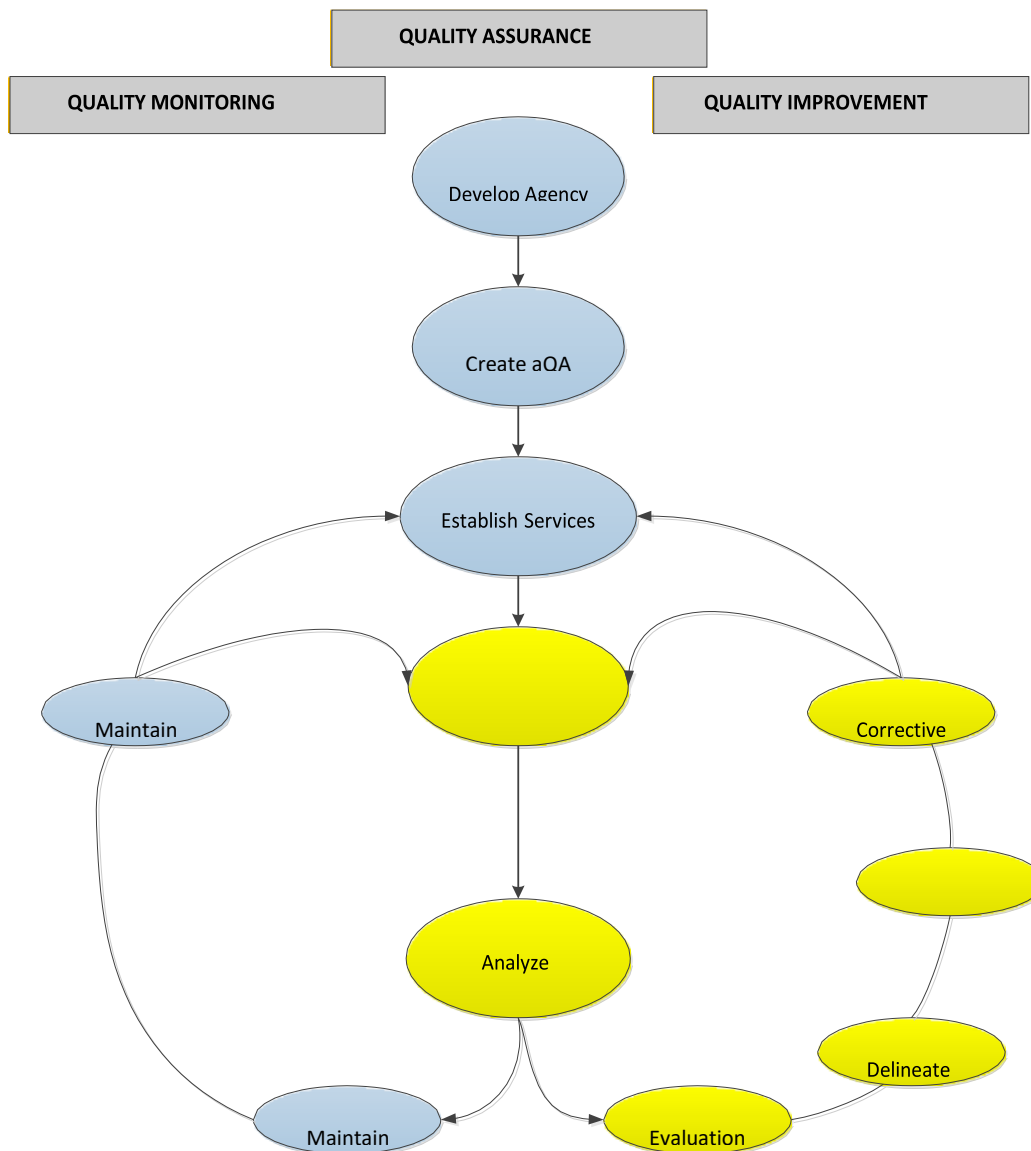 QUALITY ASSURANCE
QUALITY MONITORING
QUALITY IMPROVEMENT
Develop Agency
Create aQA
Establish Services
Maintain
Corrective
Analyze
Delineate
Maintain
Evaluation